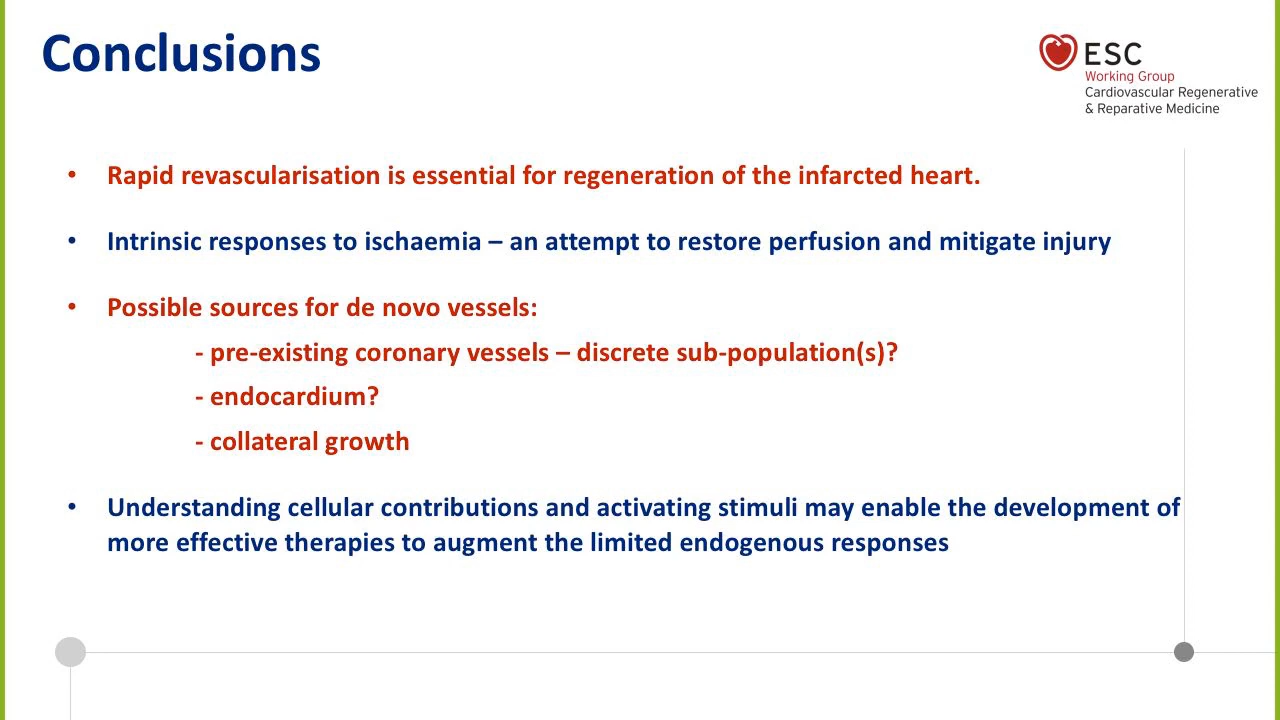 Conclusions
ESC
Working Group
Cardiovascular Regenerative
& Reparative Medicine
• Rapid revascularisation is essential for regeneration of the infarcted heart.
• Intrinsic responses to ischaemia – an attempt to restore perfusion and mitigate injury
• Possible sources for de novo vessels:
- pre-existing coronary vessels – discrete sub-population(s)?
- endocardium?
- collateral growth
• Understanding cellular contributions and activating stimuli may enable the development of
more effective therapies to augment the limited endogenous responses